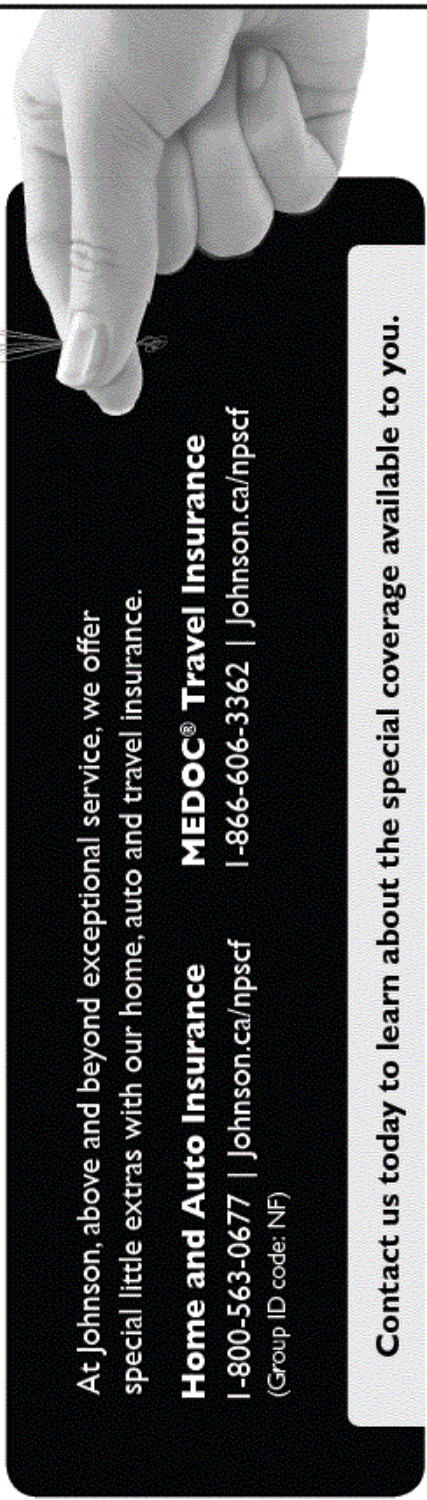 At Johnson, above and beyond exceptional service, we offer
special little extras with our home, auto and travel insurance.
Home and Auto Insurance
1-800-563-0677 | Johnson.ca/npscf
(Group ID code: NF)
MEDOC® Travel Insurance
1-866-606-3362 | Johnson.ca/npscf
Contact us today to learn about the special coverage available to you.